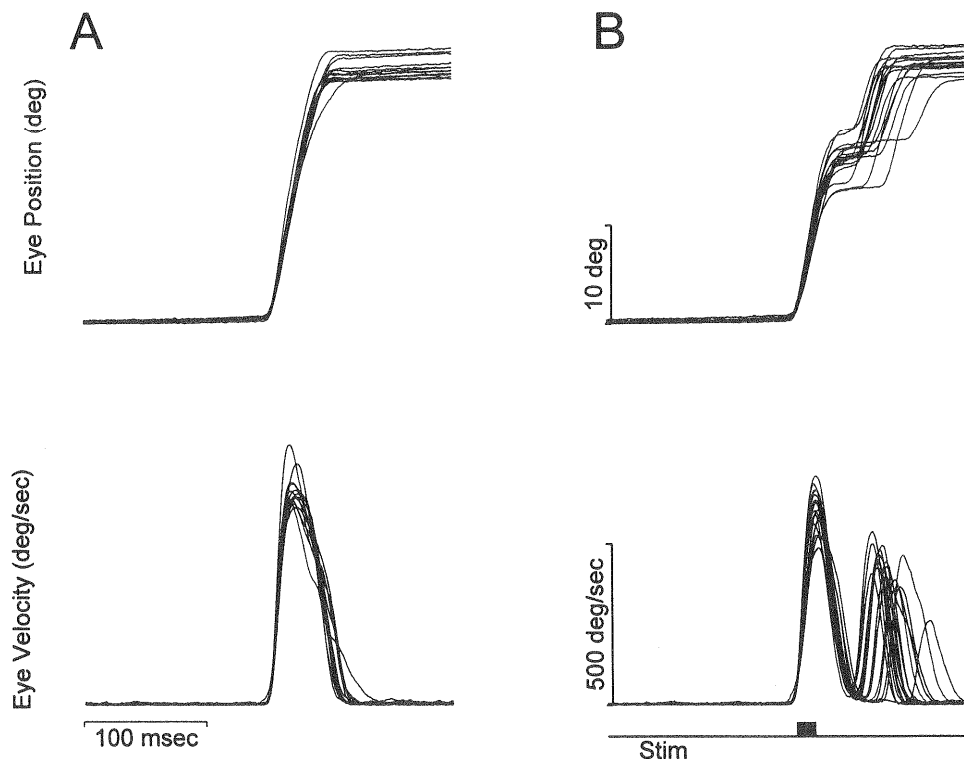 A
B
Eye Position (deg)
10 deg
Eye Velocity (deg/sec)
500 deg/sec
100 msec
Stim